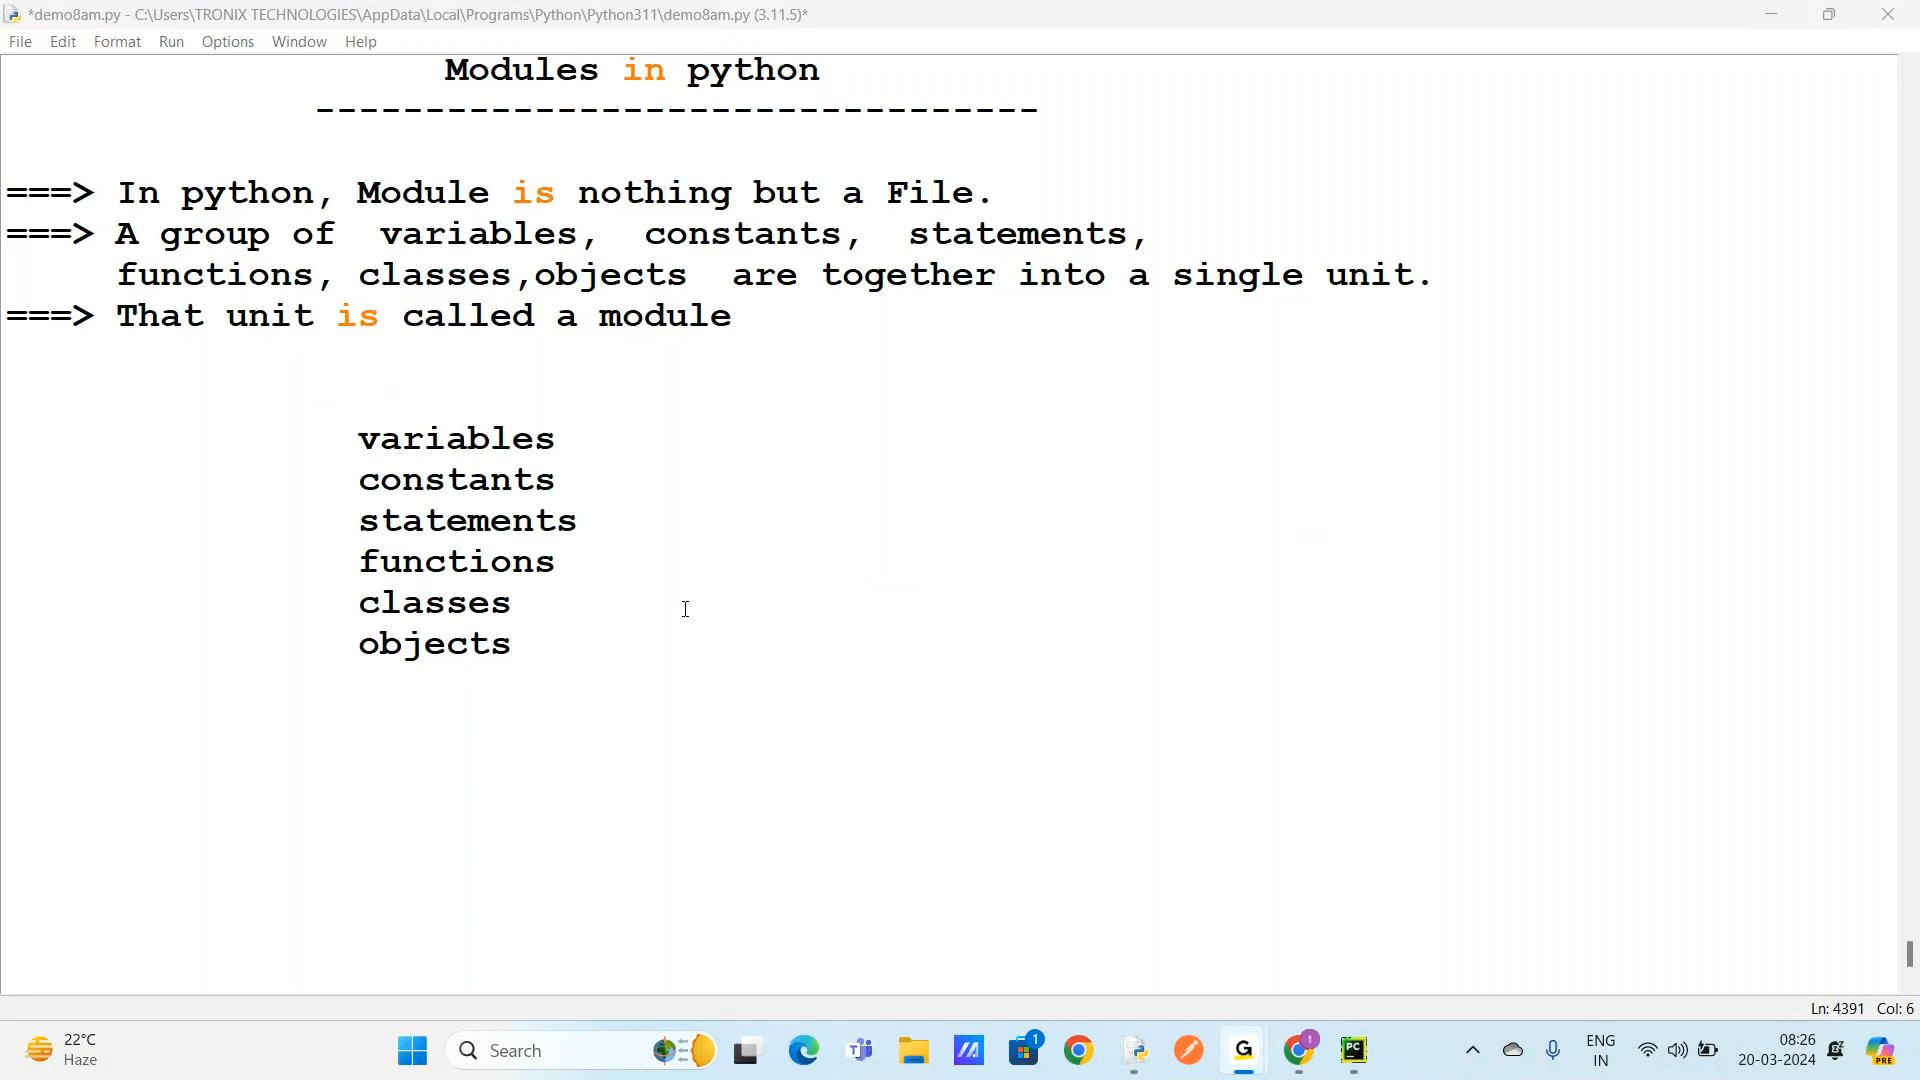 *demo8am.py - C:\Users\TRONIX TECHNOLOGIES\AppData\Local\Programs\Python\Python311\demo8am.py (3.11.5)*
File Edit Format Run Options Window Help
Modules in python
---------------------------------
===> In python, Module is nothing but a File.
===> A group of  variables,  constants,  statements,
functions, classes,objects  are together into a single unit.
===> That unit is called a module
variables
constants
statements
functions
classes
objects
Ln: 4391 Col: 6
22°C
Haze
Search
1
G
t
PC
ENG
IN
08:26
20-03-2024
PRE